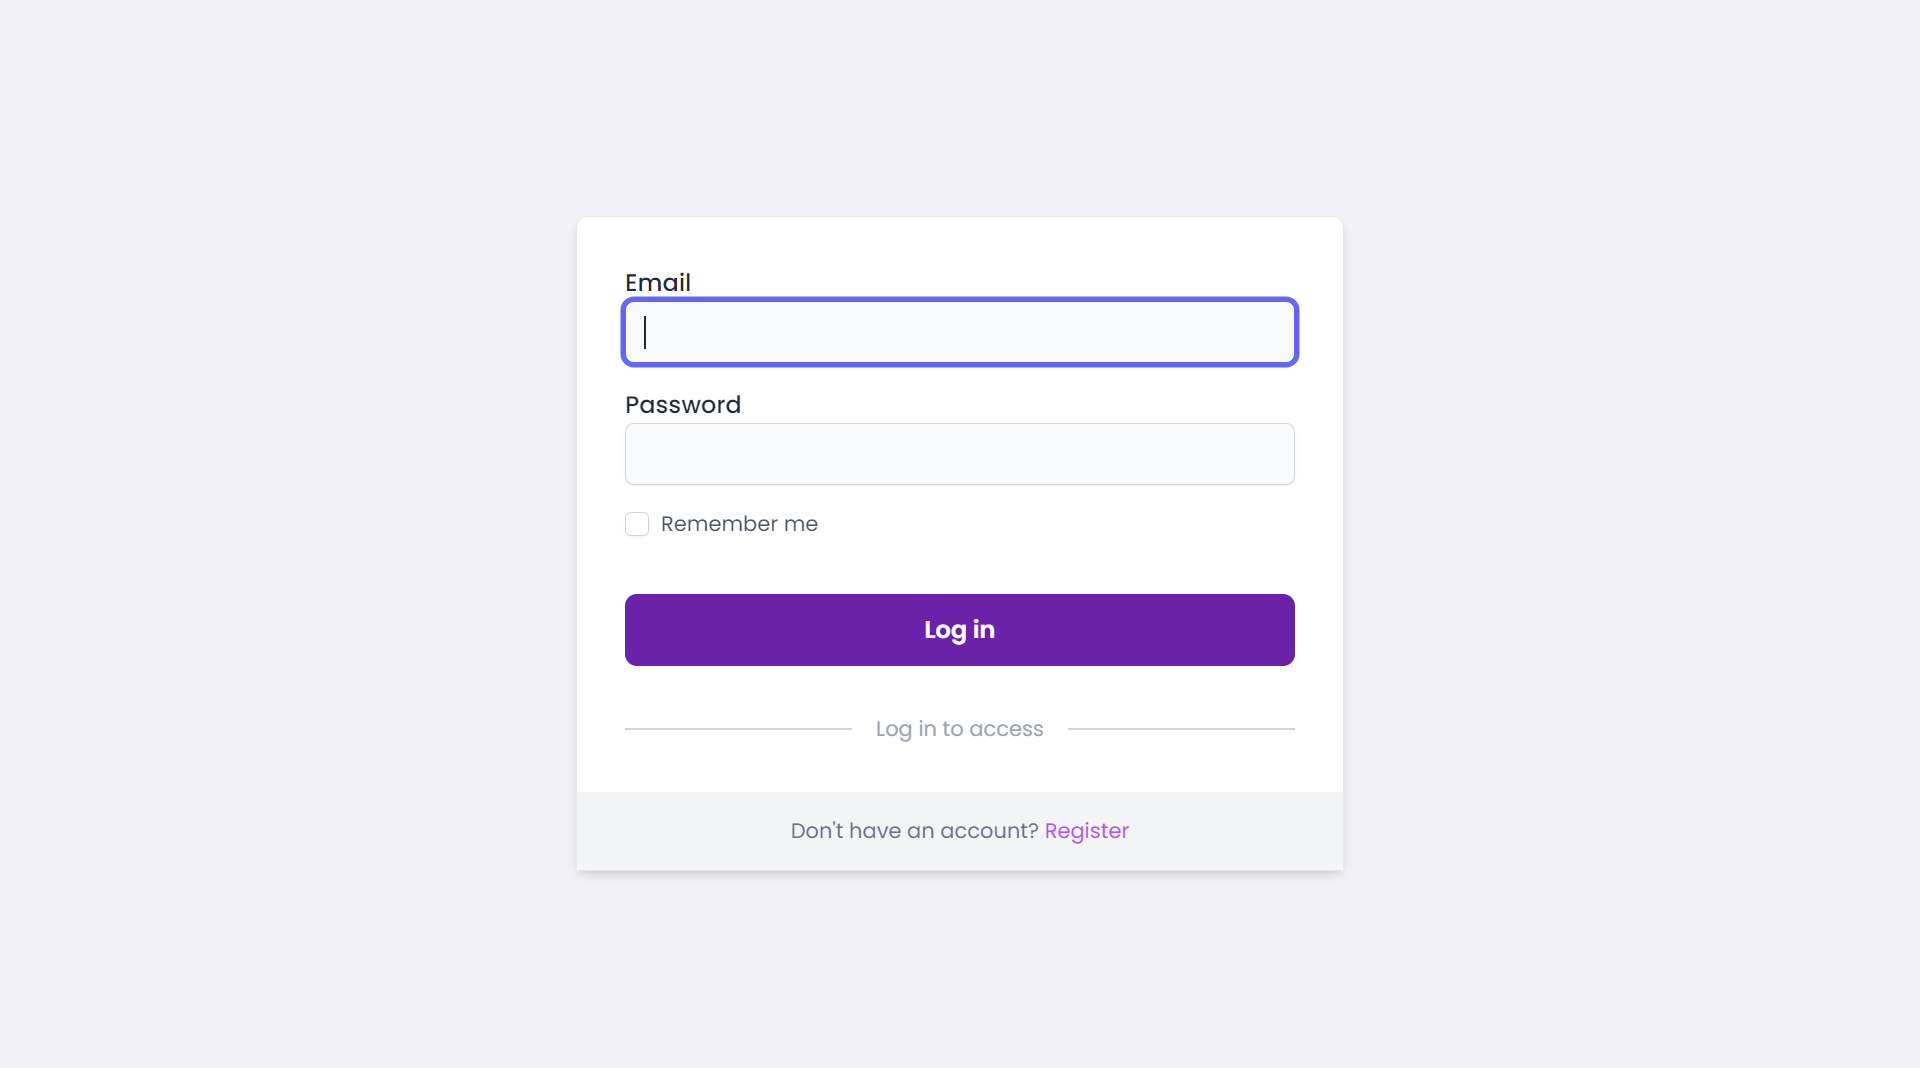 Email
Password
Remember me
Log in
Log in to access
Don't have an account? Register